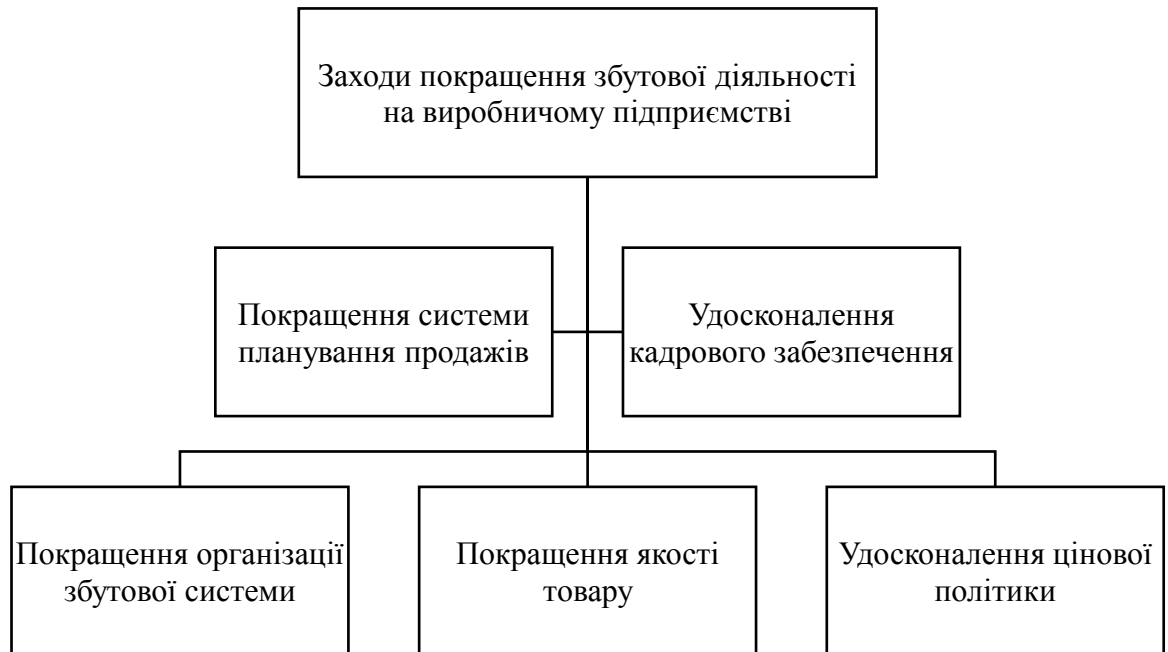 Заходи покращення збутової діяльності
на виробничому підприємстві
Покращення системи
планування продажів
Удосконалення
кадрового забезпечення
Покращення організації
збутової системи
Покращення якості
товару
Удосконалення цінової
політики